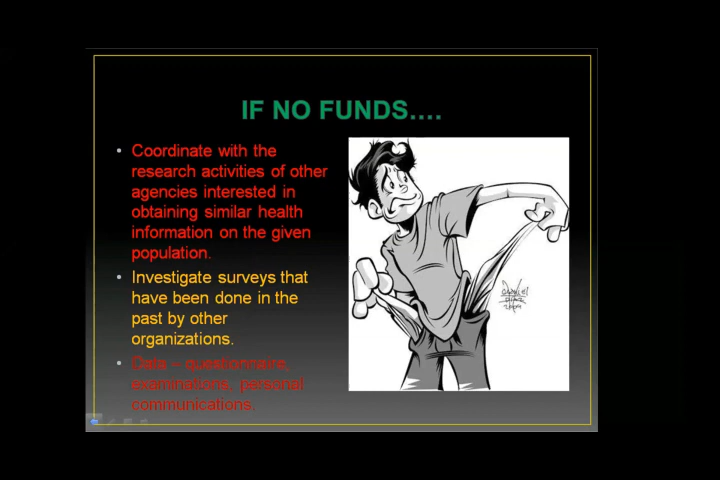 IF NO FUNDS....
• Coordinate with the
research activities of other
agencies interested in
obtaining similar health
information on the given
population.
• Investigate surveys that
have been done in the
past by other
organizations.
• Data – questionnaire,
examinations, personal
communications.